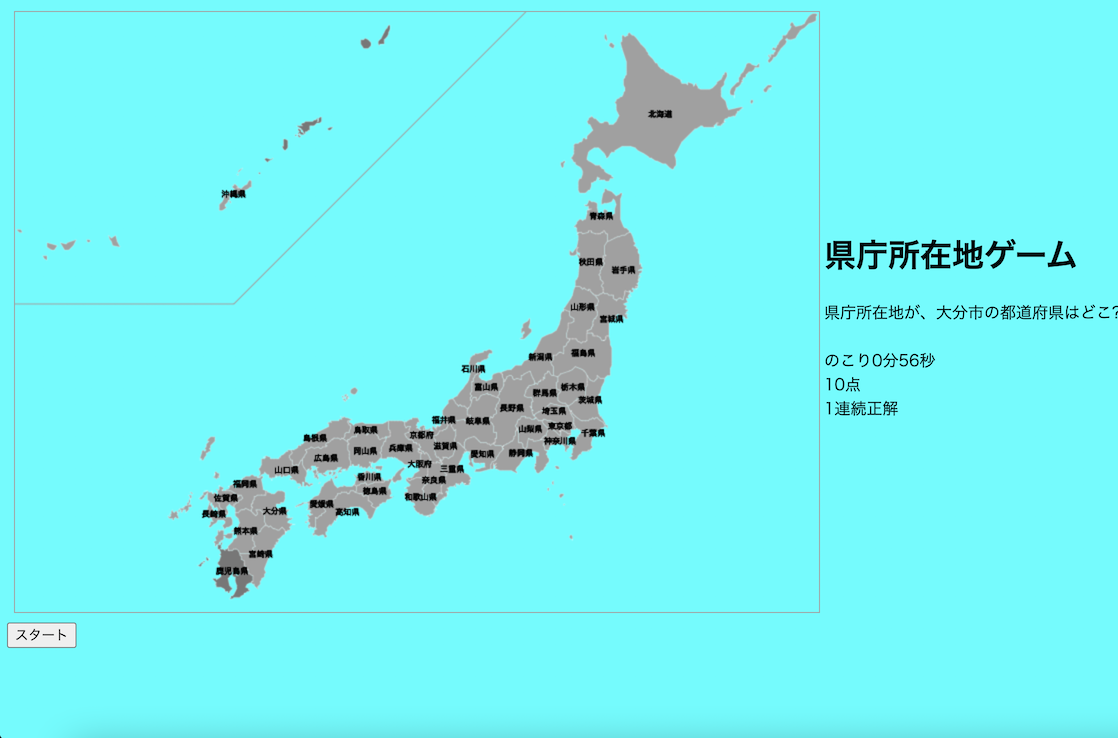 北海道
沖縄県
青森県
秋田県
岩手県
山形県
宮城県
新潟県
福島県
石川県
富山県
栃木県
群馬県
茨城県
長野県
埼玉県
福井県
岐阜県
山梨県
東京都
千葉県
神奈川県
鳥取県
京都府
島根県
岡山県
兵庫県
滋賀県
愛知県
静岡県
広島県
大阪府
三重県
山口県
香川県
奈良県
徳島県
和歌山県
福岡県
佐賀県
愛媛県
高知県
長崎県
大分県
熊本県
宮崎県
鹿児島県
県庁所在地ゲーム
県庁所在地が、大分市の都道府県はどこ?
のこり0分56秒
10点
1連続正解
スタート